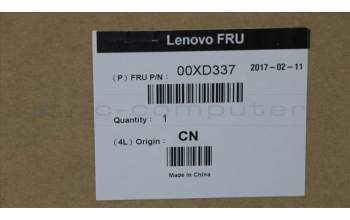 Lenovo FRU
(P) FRU P/N: 00XD337 2017-02-11
Quantity: 1
(4L) Origin: CN
Made in China